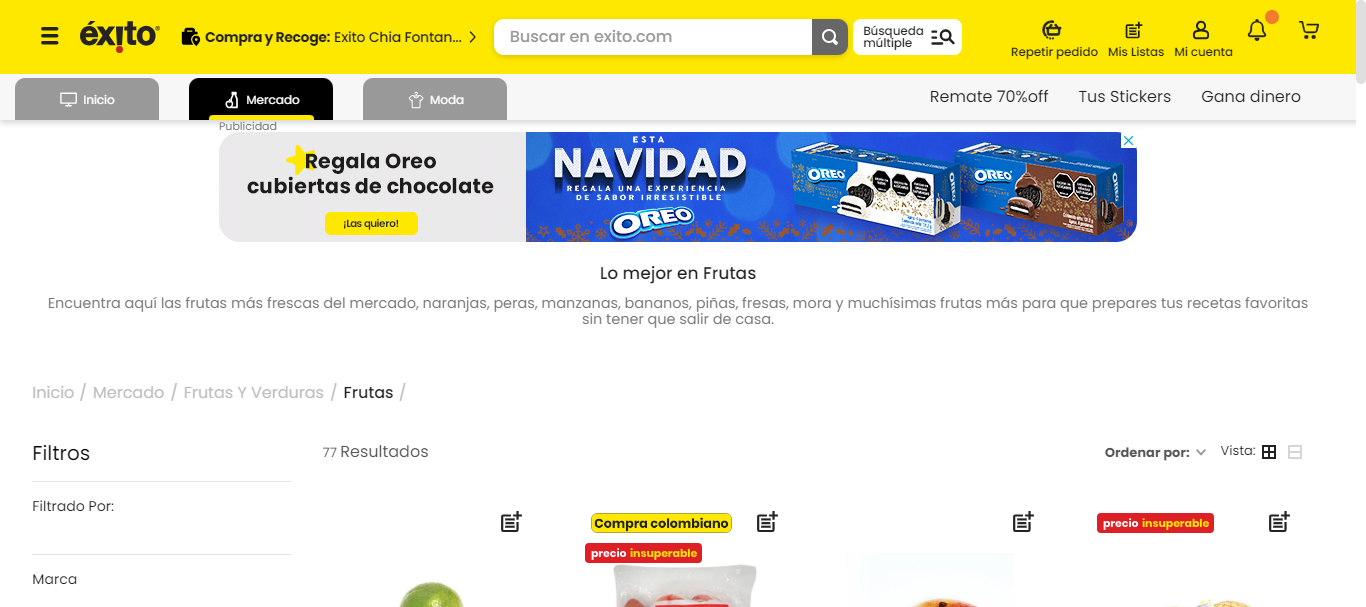 éxito
Compra y Recoge: Exito Chia Fontan...
Buscar en exito.com
Búsqueda
múltiple
Repetir pedido
Mis Listas
Mi cuenta
Inicio
Mercado
Moda
Remate 70%off
Tus Stickers
Gana dinero
Publicidad
Regala Oreo
cubiertas de chocolate
¡Las quiero!
ESTA
NAVIDAD
REGALA UNA EXPERIENCIA
DE SABOR IRRESISTIBLE
OREO
OREO
OREO
Lo mejor en Frutas
Encuentra aquí las frutas más frescas del mercado, naranjas, peras, manzanas, bananos, piñas, fresas, mora y muchísimas frutas más para que prepares tus recetas favoritas
sin tener que salir de casa.
Inicio / Mercado / Frutas Y Verduras / Frutas /
Filtros
77 Resultados
Ordenar por:
Vista:
Filtrado Por:
Compra colombiano
precio insuperable
precio insuperable
Marca